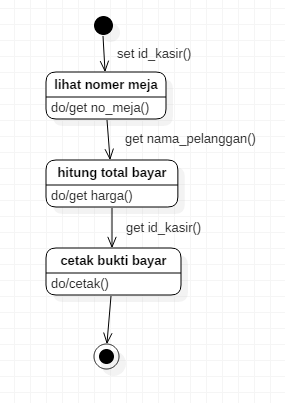 set id_kasir()
lihat nomer meja
do/get no_meja()
get nama_pelanggan()
hitung total bayar
do/get harga()
get id_kasir()
cetak bukti bayar
do/cetak()